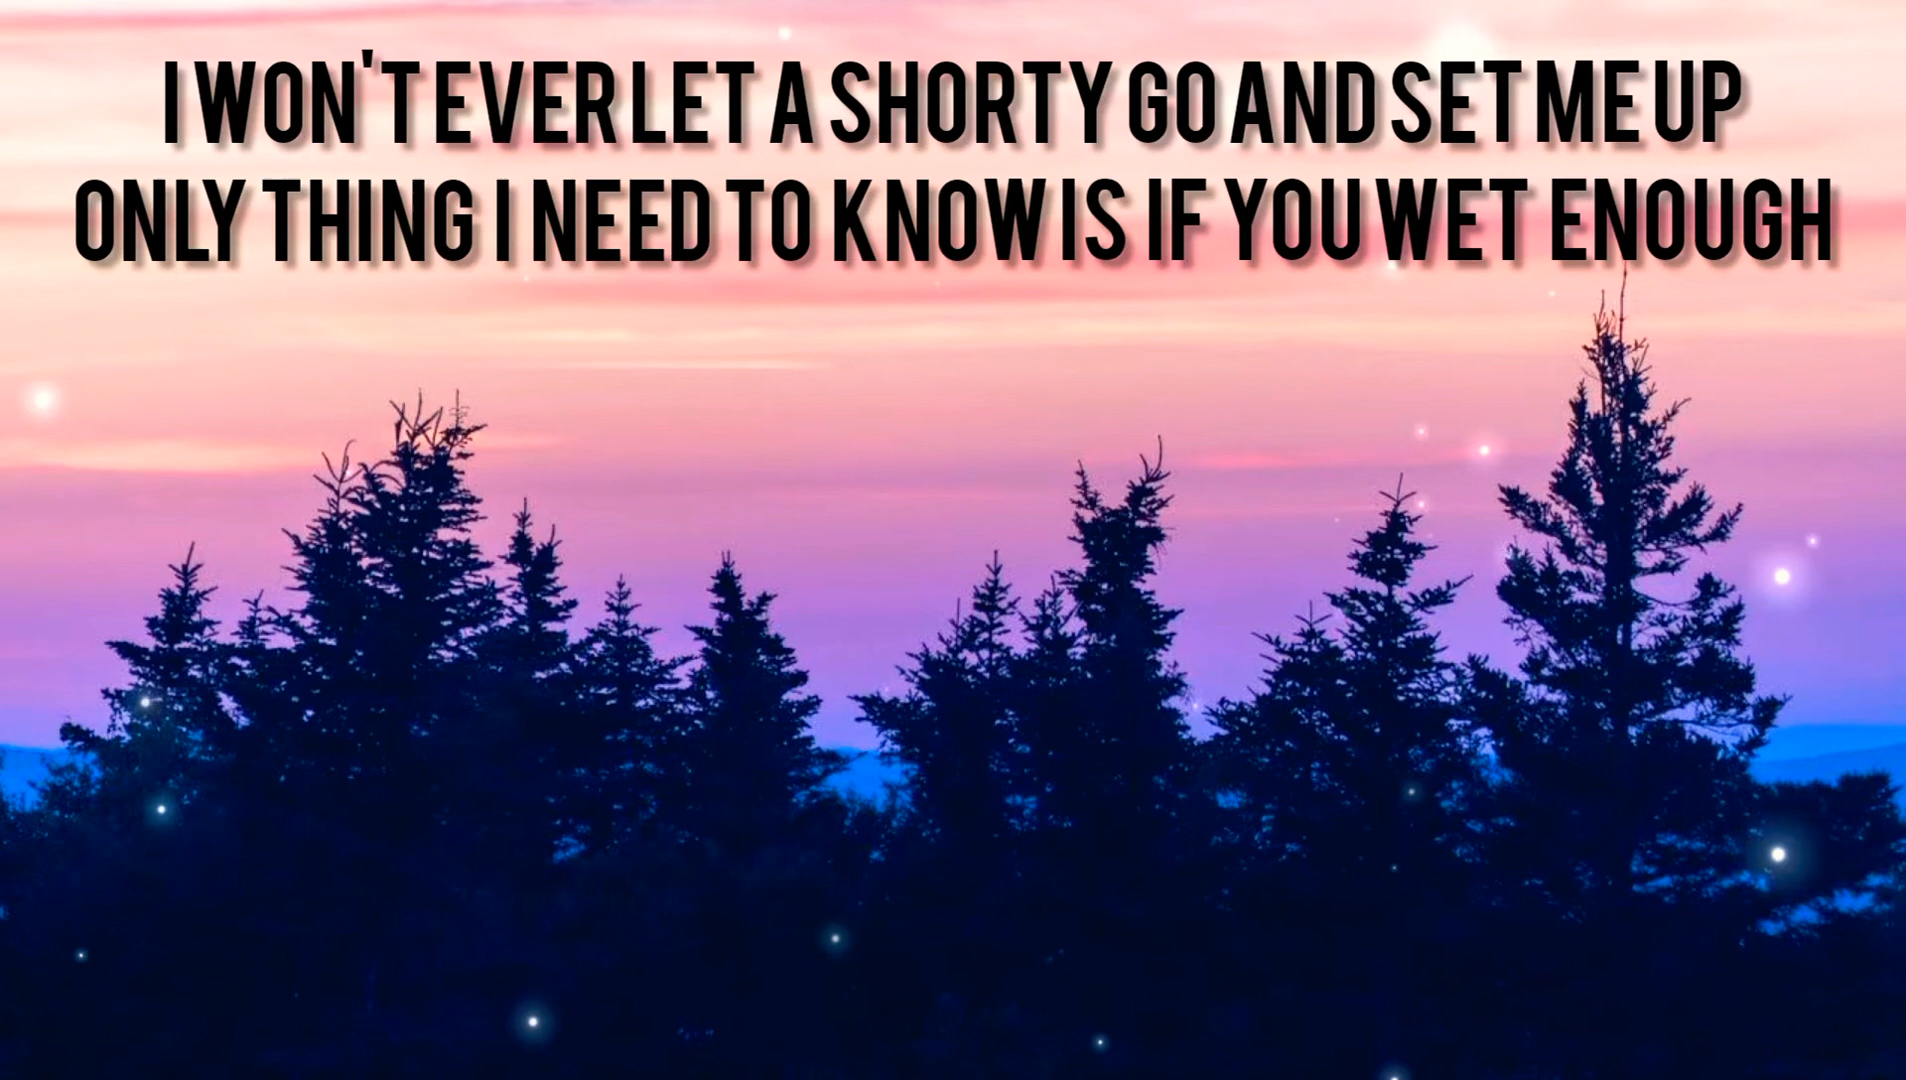 I WON'T EVER LET A SHORTY GO AND SET ME UP
ONLY THING I NEED TO KNOW IS IF YOU WET ENOUGH